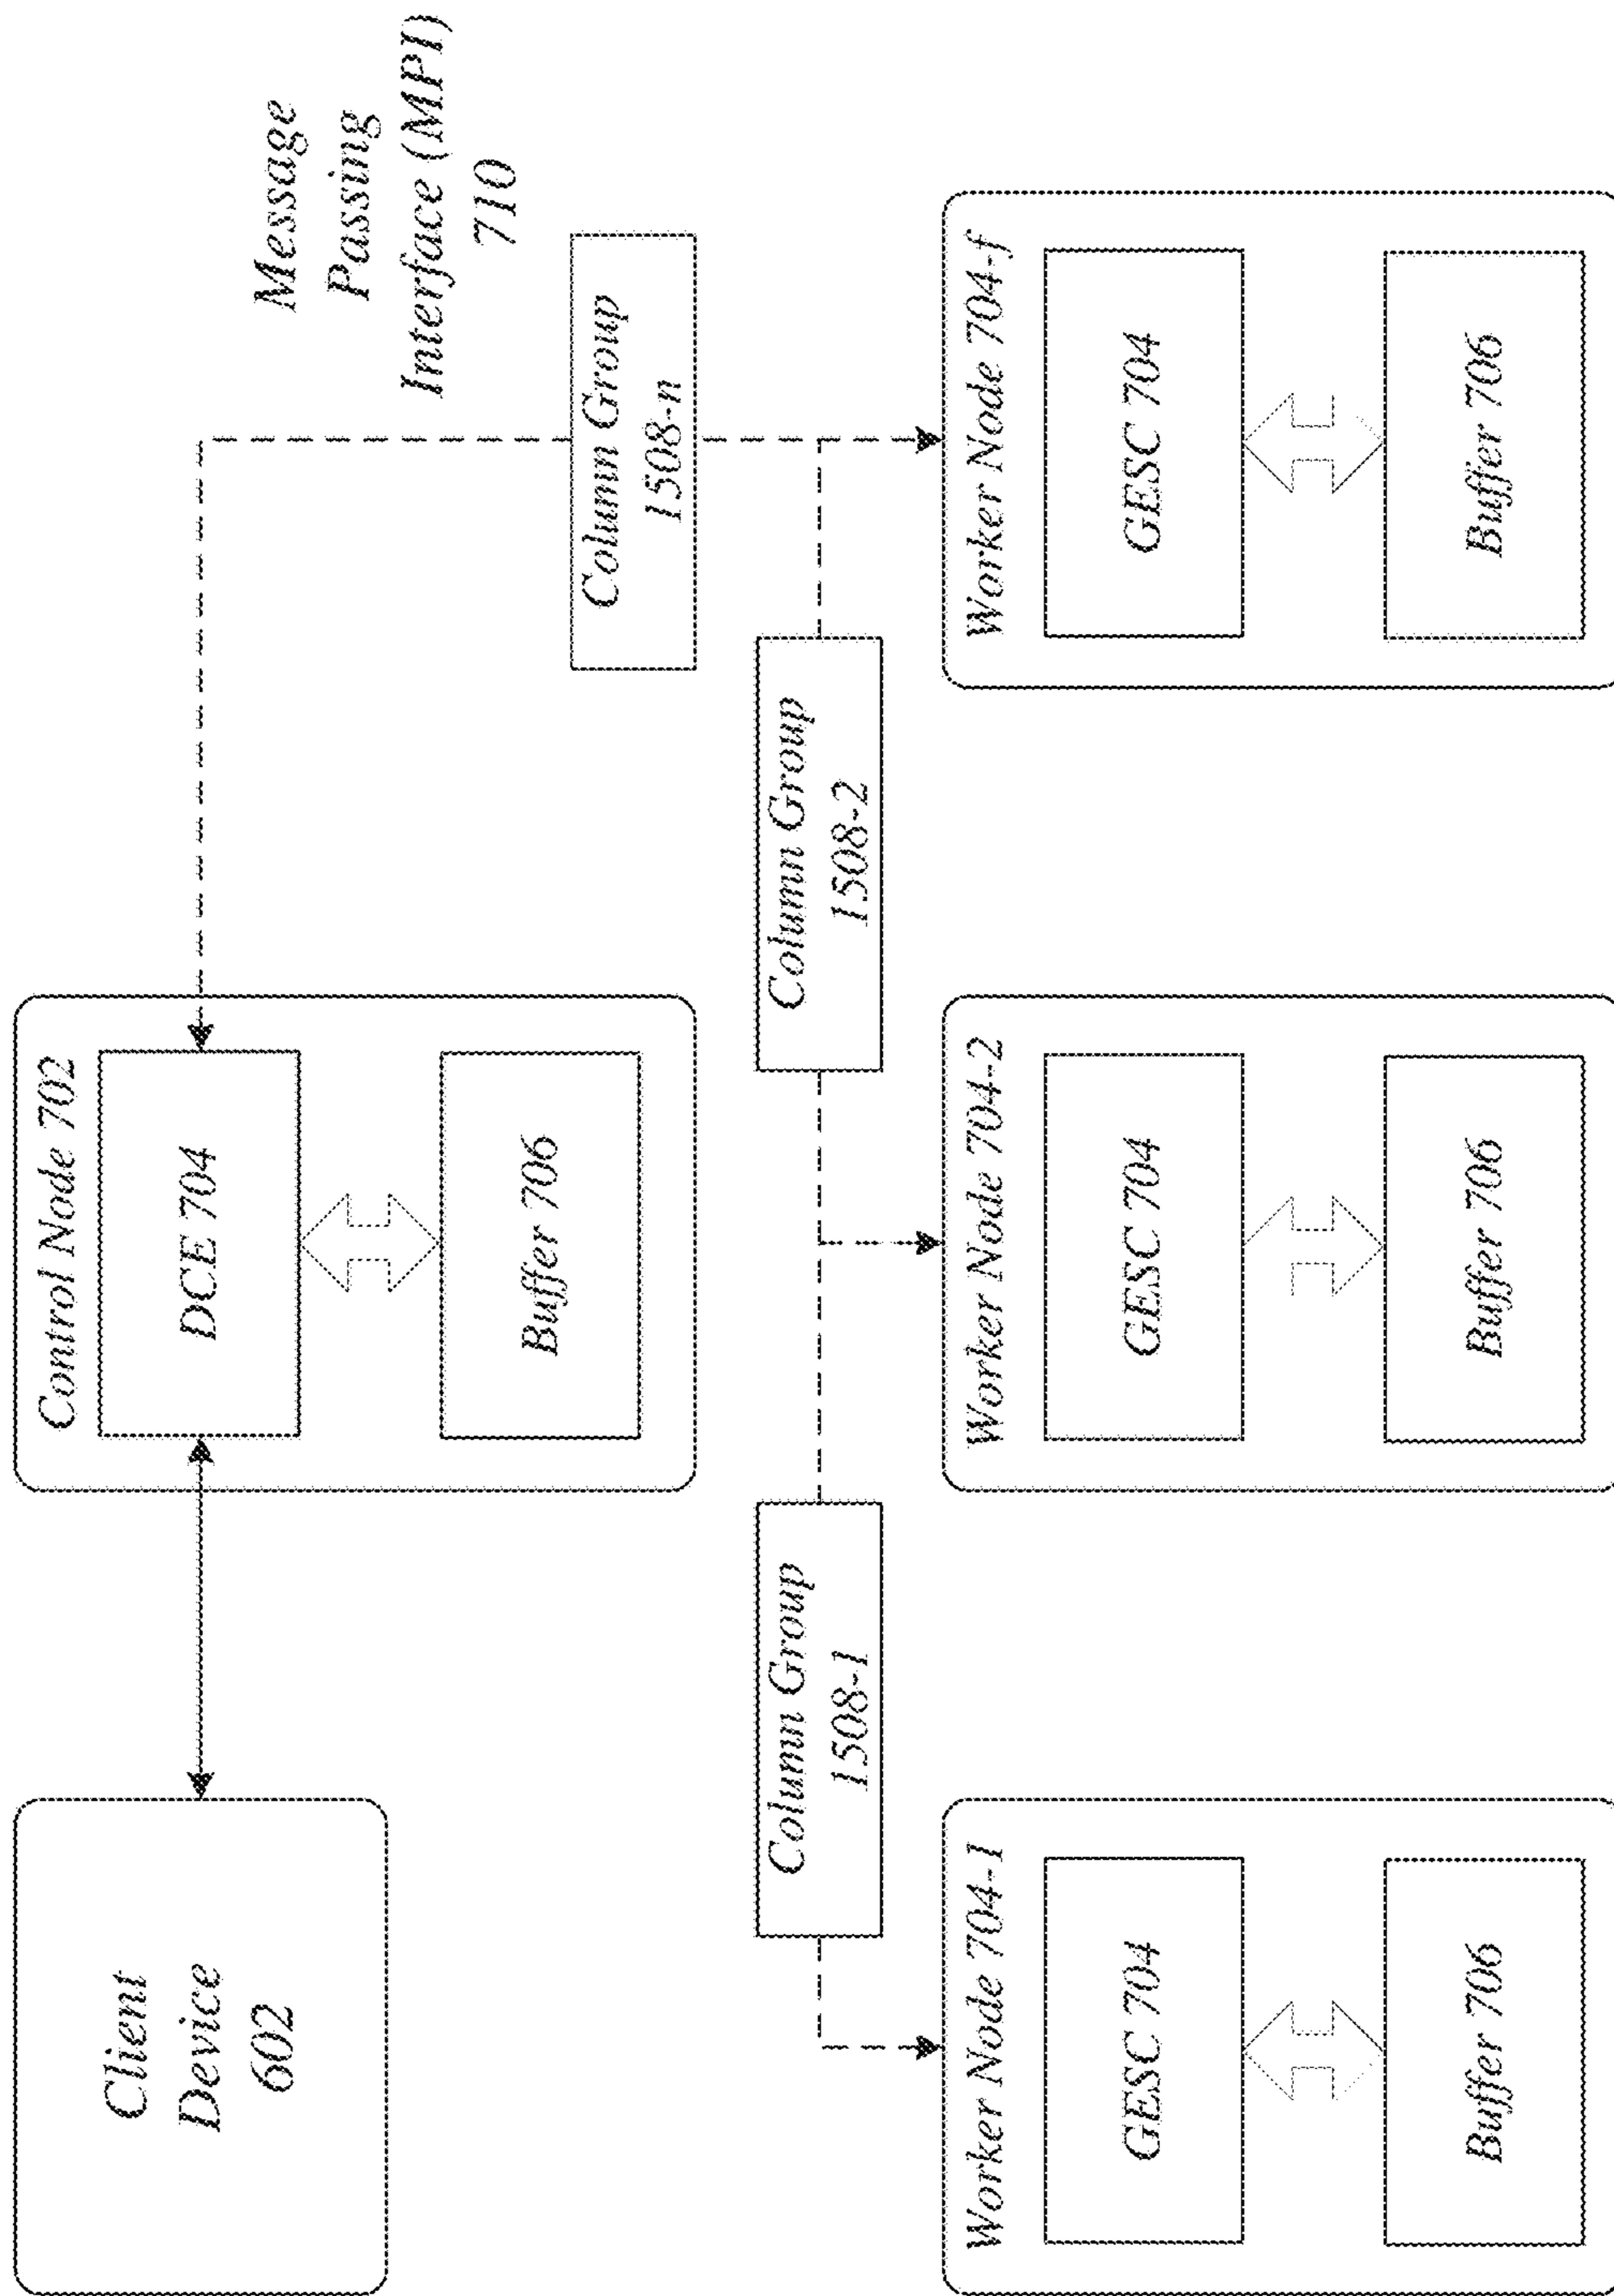 Client
Device
602
Control Node 702
DCE 704
Buffer 706
Message
Passing
Interface (MPI)
710
Column Group
1508-n
Column Group
1508-1
Column Group
1508-2
Worker Node 704-1
GESC 704
Buffer 706
Worker Node 704-2
GESC 704
Buffer 706
Worker Node 704-f
GESC 704
Buffer 706